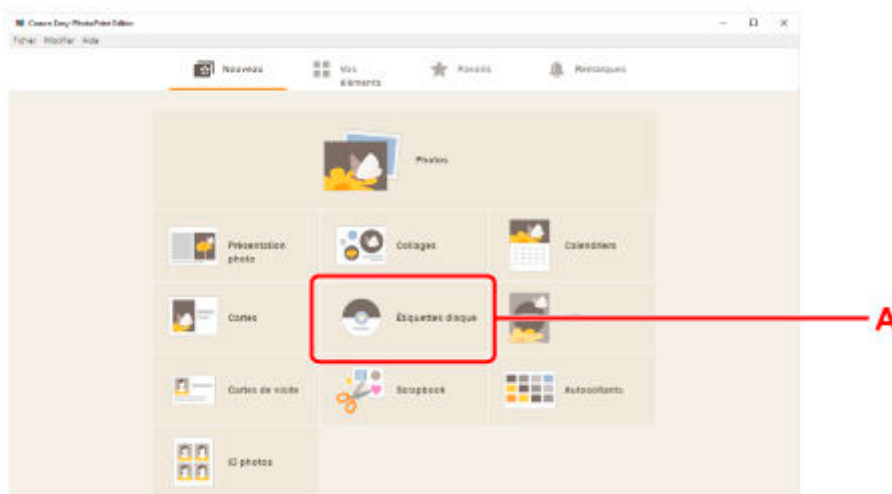 Canon Easy-PhotoPrint Editor
Fichier Modifier Aide
Nouveau
Vos
éléments
Favoris
Remarques
Photos
Présentation
photo
Collages
Calendriers
Cartes
Étiquettes disque
A
Cartes de visite
Scrapbook
Autocollants
ID photos